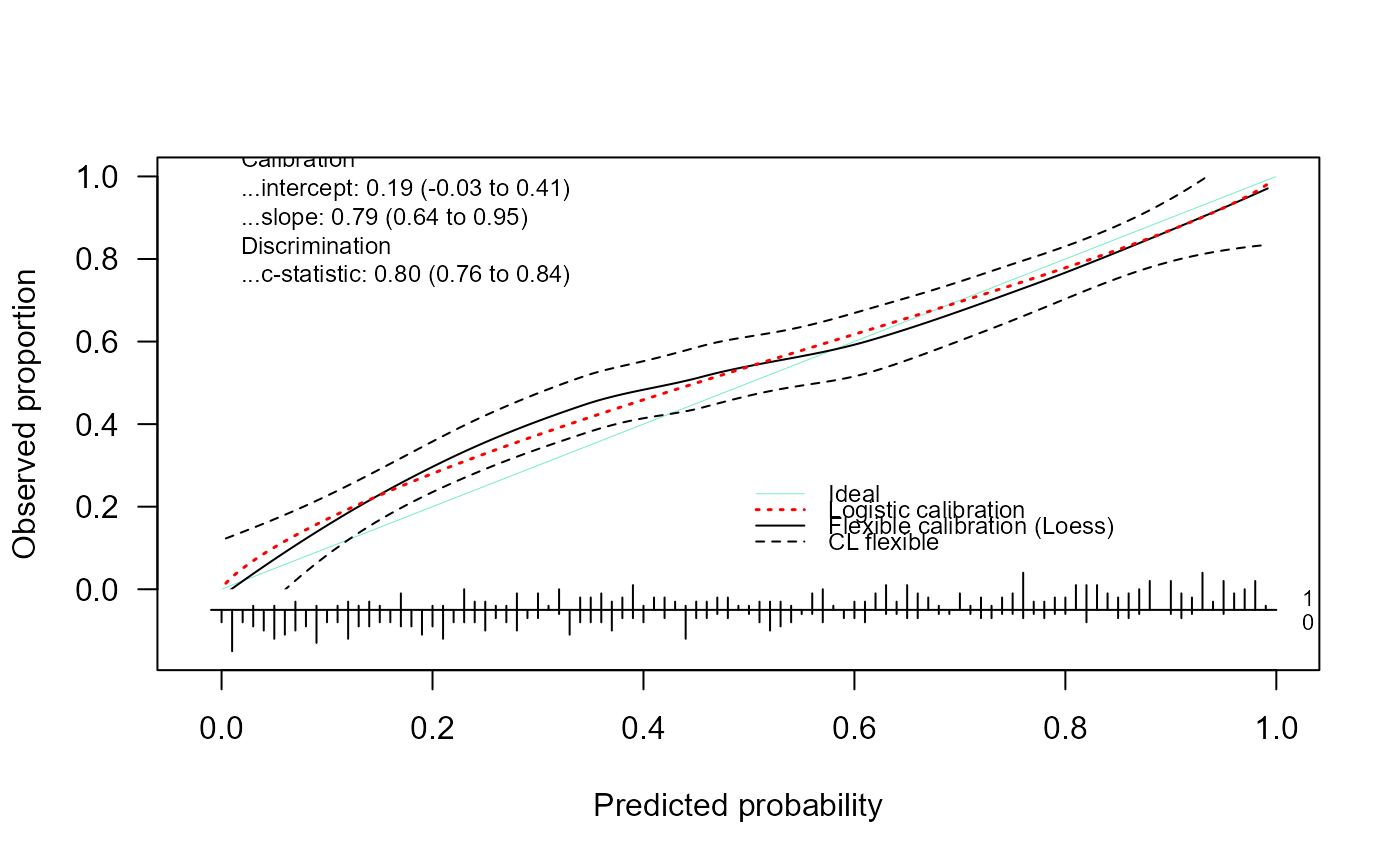 Calibration
...intercept: 0.19 (-0.03 to 0.41)
...slope: 0.79 (0.64 to 0.95)
Discrimination
...c-statistic: 0.80 (0.76 to 0.84)
Observed proportion
1.0
0.8
0.6
0.4
0.2
0.0
Ideal
Logistic calibration
Flexible calibration (Loess)
CL flexible
1
0
0.0
0.2
0.4
0.6
0.8
1.0
Predicted probability